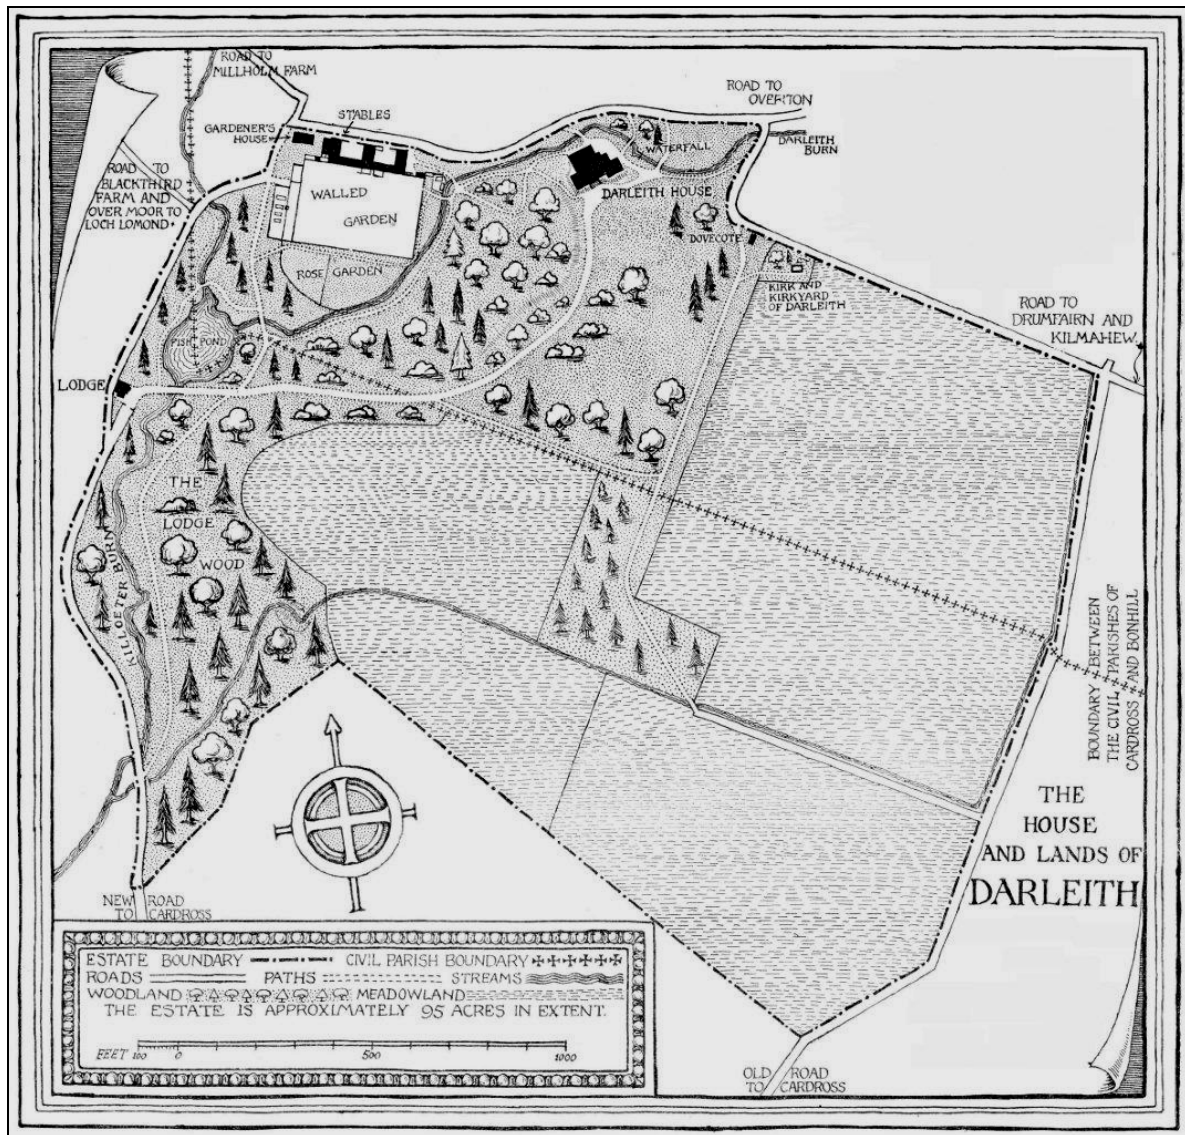 ROAD TO
MILLHOLM FARM
ROAD TO
OVERTON
STABLES
GARDENER'S
HOUSE
WATERFALL
DARLEITH
BURN
ROAD TO
BLACKTHIRD
FARM AND
OVER MOOR TO
LOCH LOMOND
WALLED
GARDEN
DARLEITH HOUSE
DOVECOTE
ROSE GARDEN
KIRK AND
KIRKYARD
OF DARLEITH
ROAD TO
DRUMFAIRN AND
KILMAHEW.
FISH POND
LODGE
THE
LODGE
WOOD
KILLOETER BURN
BOUNDARY BETWEEN
THE CIVIL PARISHES OF
CARDROSS AND BONHILL
THE
HOUSE
AND LANDS OF
DARLEITH
NEW ROAD
TO CARDROSS
ESTATE BOUNDARY CIVIL PARISH BOUNDARY
ROADS PATHS STREAMS
WOODLAND MEADOWLAND
THE ESTATE IS APPROXIMATELY 95 ACRES IN EXTENT.
FEET 100 0 500 1000
OLD ROAD
TO CARDROSS